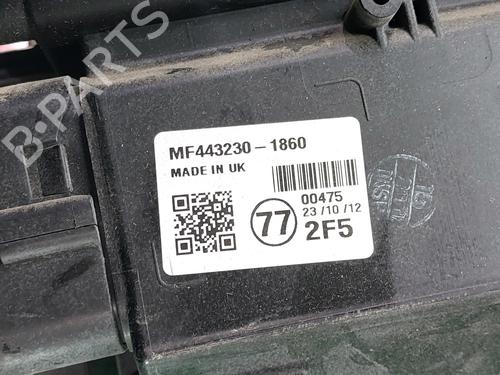 B-PARTS
MF443230-1860
MADE IN UK
00475
23/10/12
77
2F5